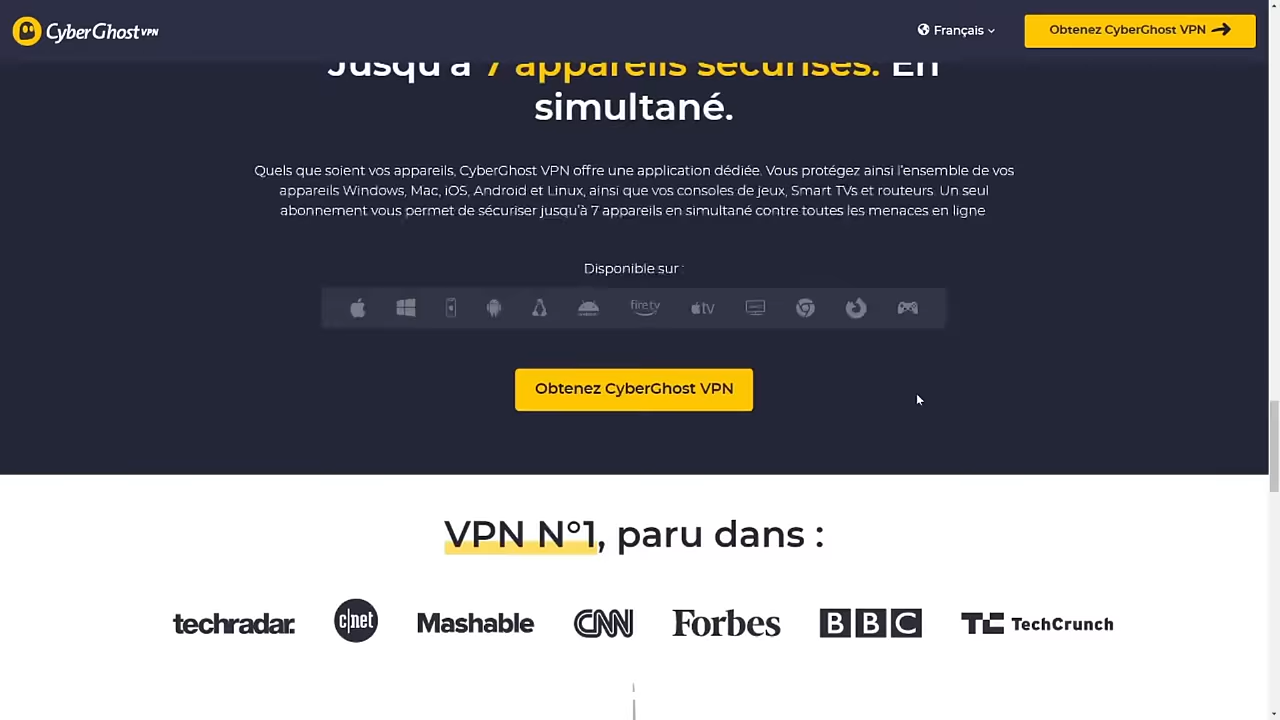 CyberGhost VPN
Français
Obtenez CyberGhost VPN
Jusqu'à 7 appareils sécurisés. En
simultané.
Quels que soient vos appareils, CyberGhost VPN offre une application dédiée. Vous protégez ainsi l'ensemble de vos
appareils Windows, Mac, iOS, Android et Linux, ainsi que vos consoles de jeux, Smart TVs et routeurs. Un seul
abonnement vous permet de sécuriser jusqu'à 7 appareils en simultané contre toutes les menaces en ligne
Disponible sur :
firetv
tv
Obtenez CyberGhost VPN
VPN N°1, paru dans :
techradar.
c|net
Mashable
CNN
Forbes
BBC
TC TechCrunch